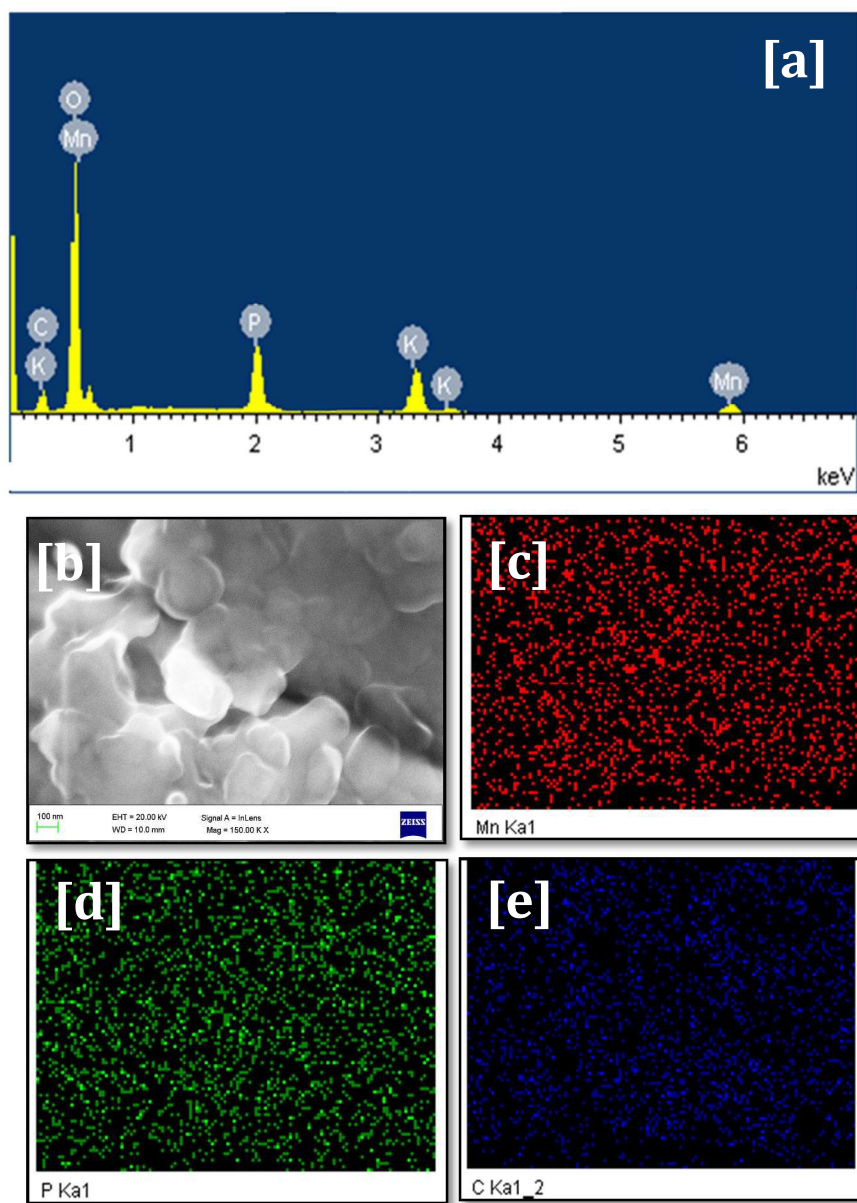 [a]
O
Mn
C
K
P
K
K
Mn
1 2 3 4 5 6
keV
[b]
100 nm EHT = 20.00 kV Signal A = InLens
WD = 10.0 mm Mag = 150.00 K X
ZEISS
[c]
Mn Ka1
[d]
P Ka1
[e]
C Ka1_2